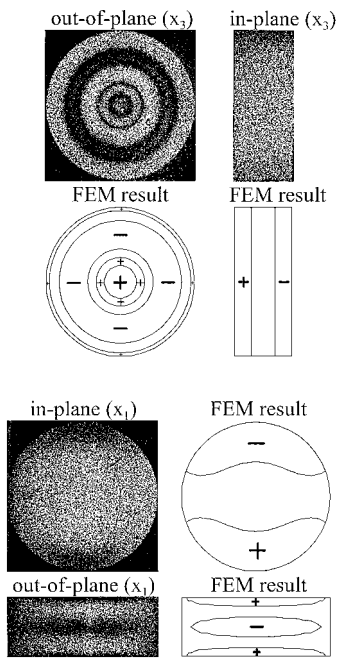 out-of-plane (x₃) in-plane (x₃)
FEM result FEM result
−
+
− + + + − + −
+
−
in-plane (x₁) FEM result
−
+
out-of-plane (x₁) FEM result
+
−
+